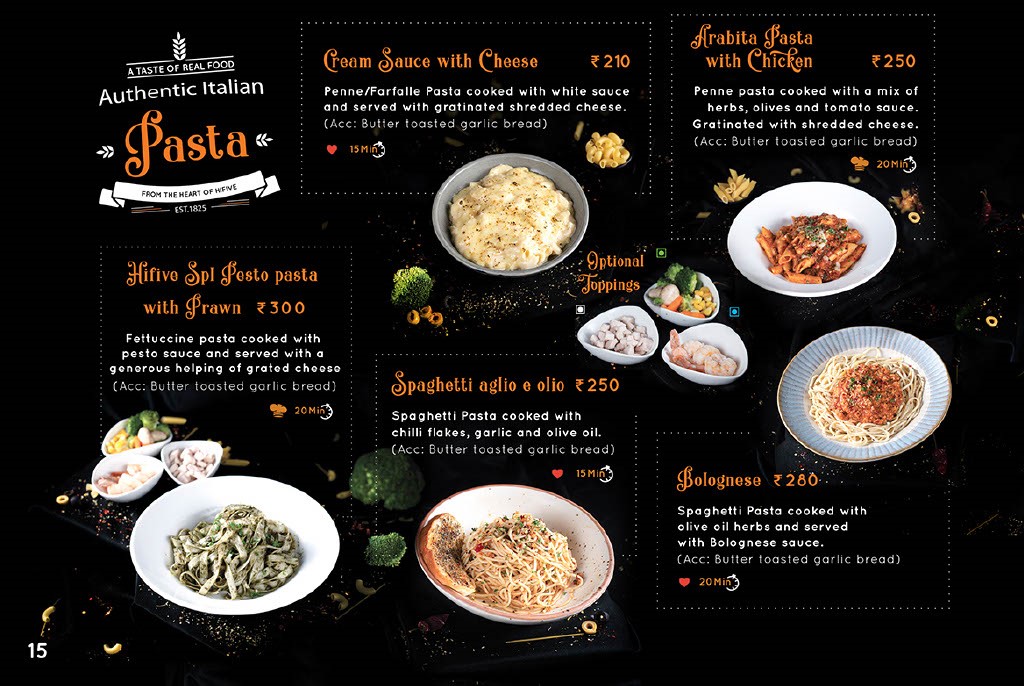 A TASTE OF REAL FOOD
Authentic Italian
Pasta
FROM THE HEART OF HIFIVE
EST.1825
Cream Sauce with Cheese ₹210
Penne/Farfalle Pasta cooked with white sauce
and served with gratinated shredded cheese.
(Acc: Butter toasted garlic bread)
15Min
Arabita Pasta
with Chicken ₹250
Penne pasta cooked with a mix of
herbs, olives and tomato sauce.
Gratinated with shredded cheese.
(Acc: Butter toasted garlic bread)
20Min
Hifive Spl Pesto pasta
with Prawn ₹300
Fettuccine pasta cooked with
pesto sauce and served with a
generous helping of grated cheese
(Acc: Butter toasted garlic bread)
20Min
Optional
Toppings
Spaghetti aglio e olio ₹250
Spaghetti Pasta cooked with
chilli flakes, garlic and olive oil.
(Acc: Butter toasted garlic bread)
15Min
Bolognese ₹280
Spaghetti Pasta cooked with
olive oil herbs and served
with Bolognese sauce.
(Acc: Butter toasted garlic bread)
20Min
15